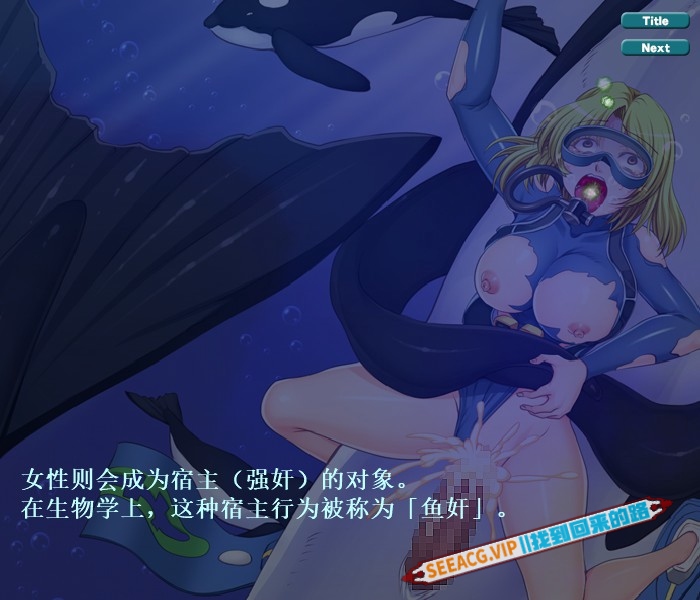 Title
Next
女性则会成为宿主（强奸）的对象。
在生物学上，这种宿主行为被称为「鱼奸」。
SEEACG.VIP||找到回来的路